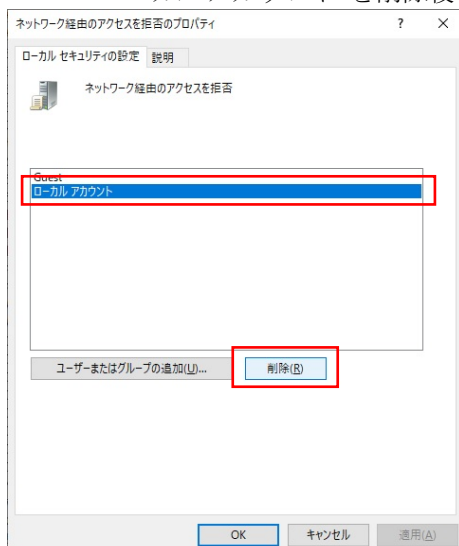 を削除後
ネットワーク経由のアクセスを拒否のプロパティ ? ×
ローカル セキュリティの設定 説明
ネットワーク経由のアクセスを拒否
Guest
ローカル アカウント
ユーザーまたはグループの追加(U)... 削除(R)
OK キャンセル 適用(A)